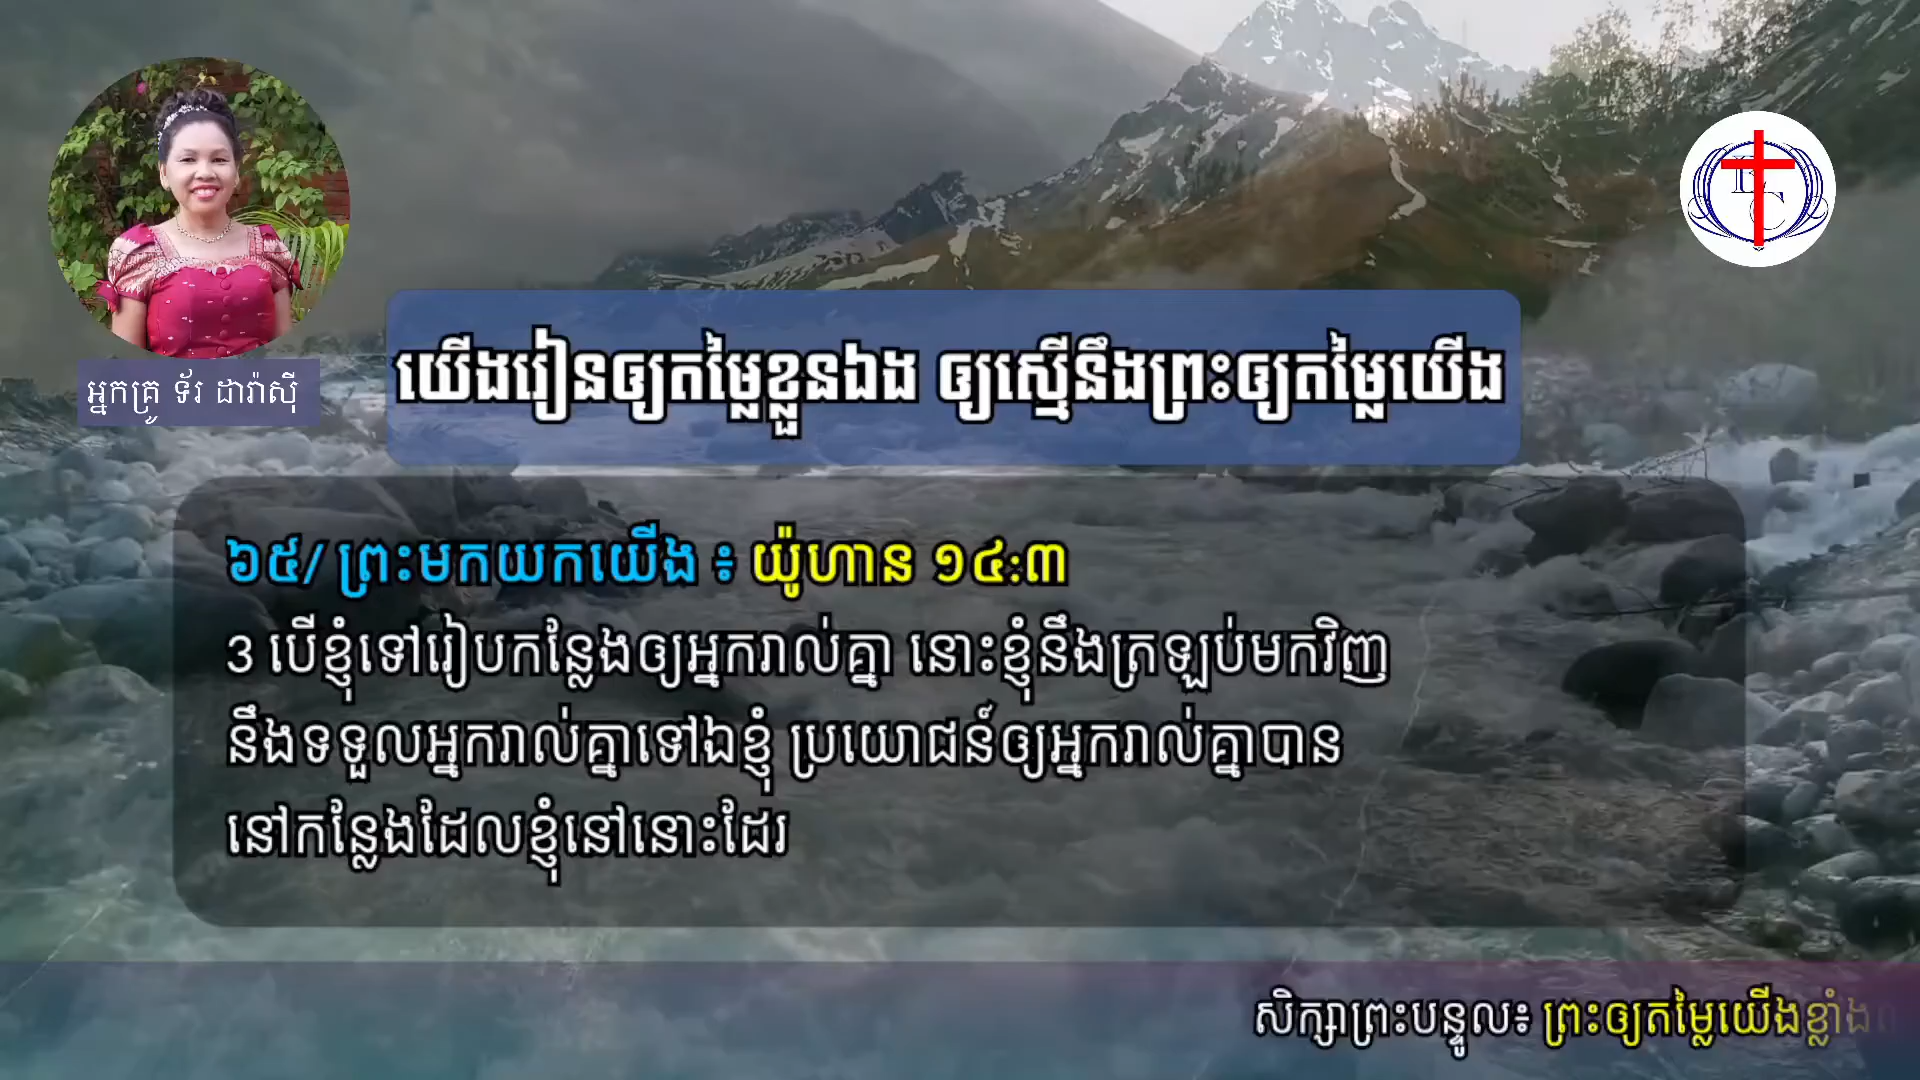 អ្នកគ្រូ ទ័រ ដារ៉ាស៊ី
យើងរៀនឲ្យតម្លៃខ្លួនឯង ឲ្យស្មើនឹងព្រះឲ្យតម្លៃយើង
៦៥/ ព្រះមកយកយើង ៖ យ៉ូហាន ១៤:៣
3 បើខ្ញុំទៅរៀបកន្លែងឲ្យអ្នករាល់គ្នា នោះខ្ញុំនឹងត្រឡប់មកវិញ
នឹងទទួលអ្នករាល់គ្នាទៅឯខ្ញុំ ប្រយោជន៍ឲ្យអ្នករាល់គ្នាបាន
នៅកន្លែងដែលខ្ញុំនៅនោះដែរ
សិក្សាព្រះបន្ទូល៖ ព្រះឲ្យតម្លៃយើងខ្លាំង